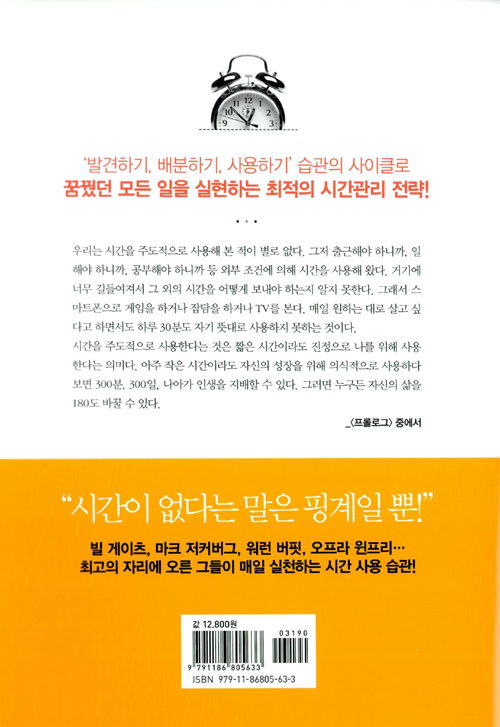 ‘발견하기, 배분하기, 사용하기’ 습관의 사이클로
꿈꿨던 모든 일을 실현하는 최적의 시간관리 전략!
우리는 시간을 주도적으로 사용해 본 적이 별로 없다. 그저 출근해야 하니까, 일
해야 하니까, 공부해야 하니까 등 외부 조건에 의해 시간을 사용해 왔다. 거기에
너무 길들여져서 그 외의 시간을 어떻게 보내야 하는지 알지 못한다. 그래서 스
마트폰으로 게임을 하거나 잡담을 하거나 TV를 본다. 매일 원하는 대로 살고 싶
다고 하면서도 하루 30분도 자기 뜻대로 사용하지 못하는 것이다.
시간을 주도적으로 사용한다는 것은 짧은 시간이라도 진정으로 나를 위해 사용
한다는 의미다. 아주 작은 시간이라도 자신의 성장을 위해 의식적으로 사용하다
보면 300분, 300일, 나아가 인생을 지배할 수 있다. 그러면 누구든 자신의 삶을
180도 바꿀 수 있다.
_〈프롤로그〉 중에서
“시간이 없다는 말은 핑계일 뿐!”
빌 게이츠, 마크 저커버그, 워런 버핏, 오프라 윈프리…
최고의 자리에 오른 그들이 매일 실천하는 시간 사용 습관!
값 12,800원
03190
9 791186 805633
ISBN 979-11-86805-63-3